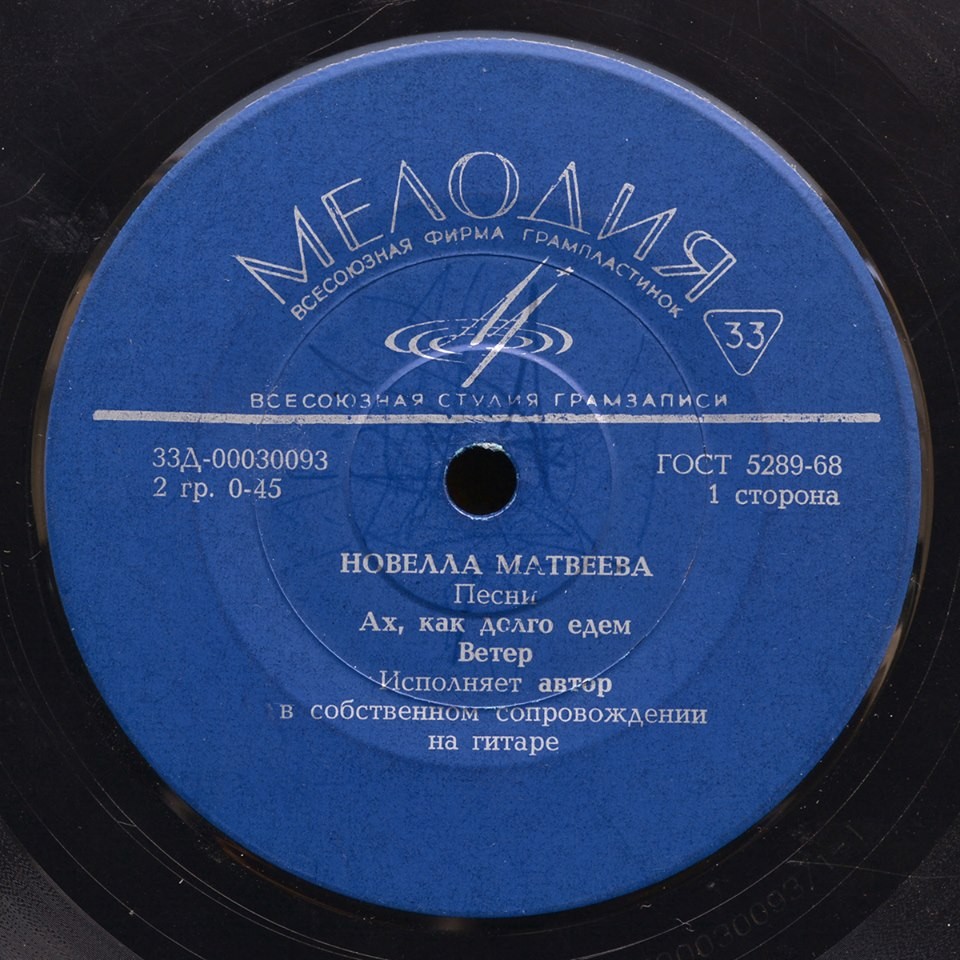 МЕЛОДИЯ
ВСЕСОЮЗНАЯ ФИРМА ГРАМПЛАСТИНОК
33
ВСЕСОЮЗНАЯ СТУДИЯ ГРАМЗАПИСИ
33Д-00030093
2 гр. 0-45
ГОСТ 5289-68
1 сторона
НОВЕЛЛА МАТВЕЕВА
Песни
Ах, как долго едем
Ветер
Исполняет автор
в собственном сопровождении
на гитаре